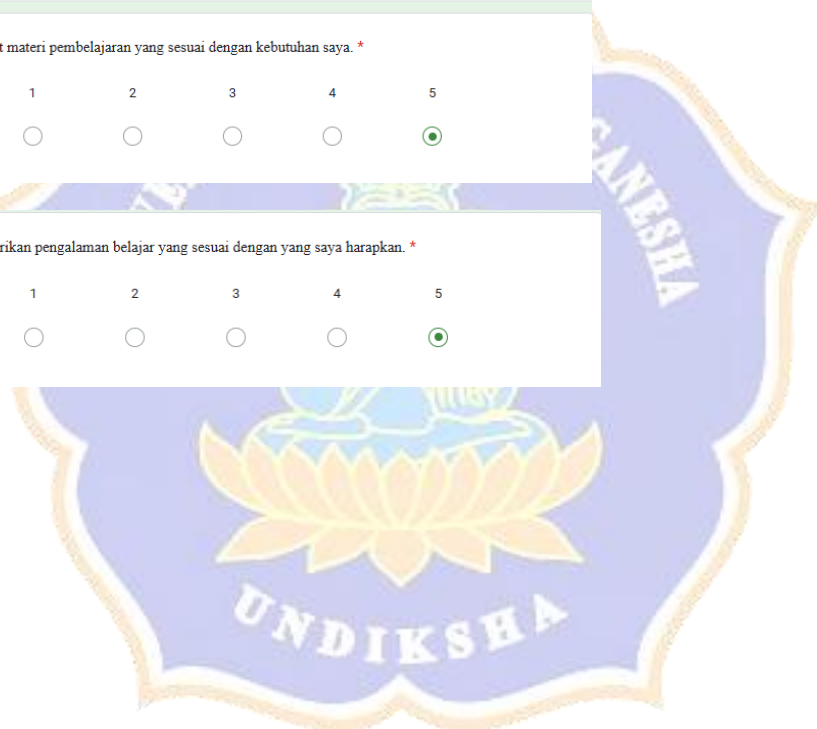 t materi pembelajaran yang sesuai dengan kebutuhan saya. *
1 2 3 4 5
rikan pengalaman belajar yang sesuai dengan yang saya harapkan. *
1 2 3 4 5
GANESHA
UNDIKSHA